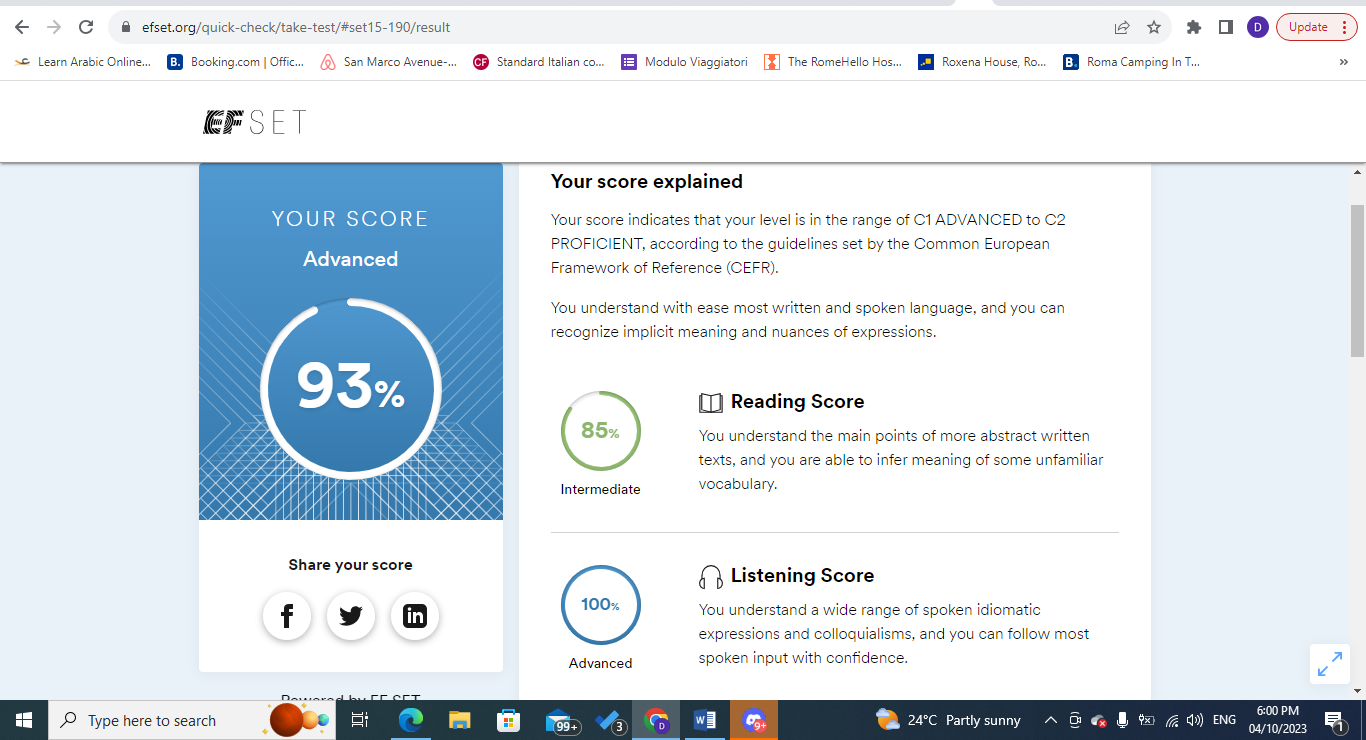 efset.org/quick-check/take-test/#set15-190/result
D
Update
Learn Arabic Online...
B.
Booking.com | Offic...
San Marco Avenue-...
CF
Standard Italian co...
Modulo Viaggiatori
The RomeHello Hos...
Roxena House, Ro...
B.
Roma Camping In T...
»
EF SET
YOUR SCORE
Advanced
93%
Share your score
f
in
Powered by EF SET
Your score explained
Your score indicates that your level is in the range of C1 ADVANCED to C2
PROFICIENT, according to the guidelines set by the Common European
Framework of Reference (CEFR).
You understand with ease most written and spoken language, and you can
recognize implicit meaning and nuances of expressions.
85%
Intermediate
Reading Score
You understand the main points of more abstract written
texts, and you are able to infer meaning of some unfamiliar
vocabulary.
100%
Advanced
Listening Score
You understand a wide range of spoken idiomatic
expressions and colloquialisms, and you can follow most
spoken input with confidence.
Type here to search
99+
3
D
W
9+
24°C Partly sunny
ENG
6:00 PM
04/10/2023
1